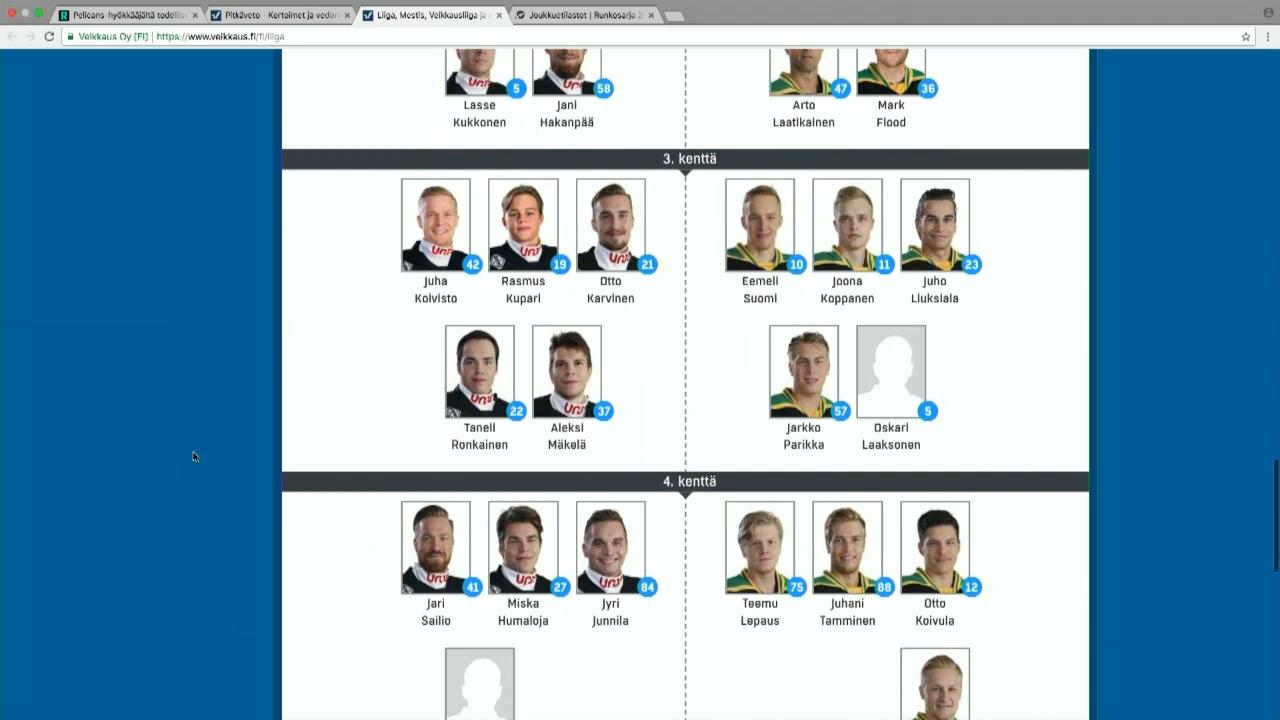 Pelicans-hyökkääjältä todellist
Pitkäveto - Kertoimet ja vedon
Liiga, Mestis, Veikkausliiga ja n
Joukkuetilastot | Runkosarja 2
Veikkaus Oy [FI] | https://www.veikkaus.fi/fi/liiga
5 58 47 36
Lasse Jani Arto Mark
Kukkonen Hakanpää Laatikainen Flood
3. kenttä
42 19 21 10 11 23
Juha Rasmus Otto Eemeli Joona Juho
Koivisto Kupari Karvinen Suomi Koppanen Liuksiala
22 37 57 5
Taneli Aleksi Jarkko Oskari
Ronkainen Mäkelä Parikka Laaksonen
4. kenttä
41 27 84 75 88 12
Jari Miska Jyri Teemu Juhani Otto
Sailio Humaloja Junnila Lepaus Tamminen Koivula